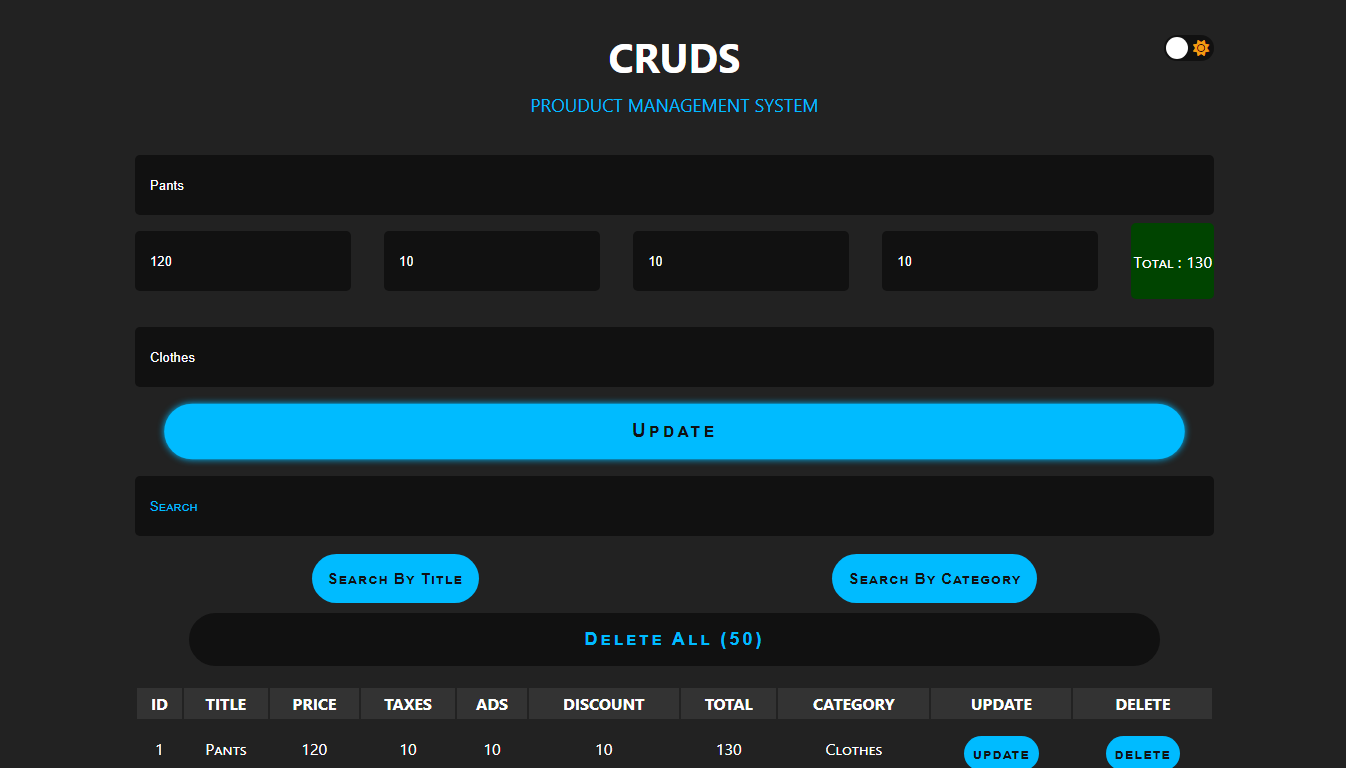 CRUDS
PROUDUCT MANAGEMENT SYSTEM
Pants
120 10 10 10 Total : 130
Clothes
Update
Search
Search By Title Search By Category
Delete All (50)
ID TITLE PRICE TAXES ADS DISCOUNT TOTAL CATEGORY UPDATE DELETE
1 Pants 120 10 10 10 130 Clothes update delete